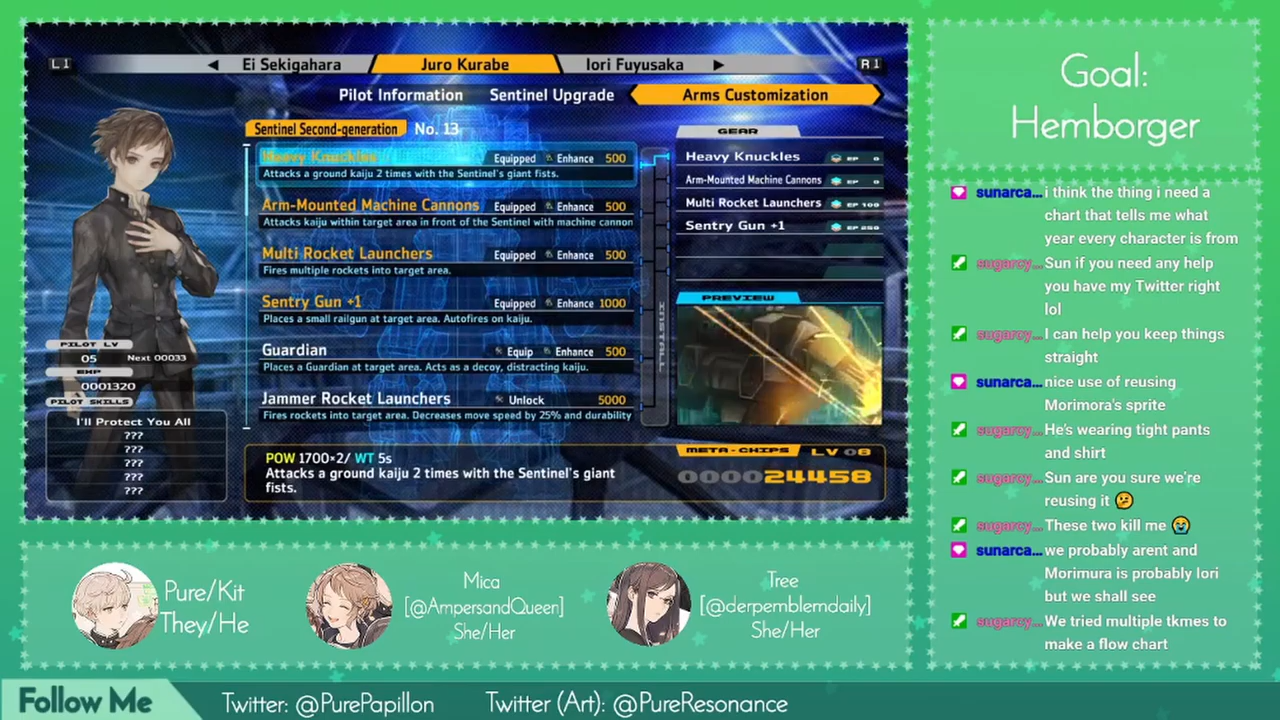 L1
Ei Sekigahara
Juro Kurabe
Iori Fuyusaka
R1
Pilot Information
Sentinel Upgrade
Arms Customization
Sentinel Second-generation
No. 13
Heavy Knuckles Equipped Enhance 500
Attacks a ground kaiju 2 times with the Sentinel's giant fists.
Arm-Mounted Machine Cannons Equipped Enhance 500
Attacks kaiju within target area in front of the Sentinel with machine cannon
Multi Rocket Launchers Equipped Enhance 500
Fires multiple rockets into target area.
Sentry Gun +1 Equipped Enhance 1000
Places a small railgun at target area. Autofires on kaiju.
Guardian Equip Enhance 500
Places a Guardian at target area. Acts as a decoy, distracting kaiju.
Jammer Rocket Launchers Unlock 5000
Fires rockets into target area. Decreases move speed by 25% and durability
POW 1700×2/ WT 5s
Attacks a ground kaiju 2 times with the Sentinel's giant
fists.
INSTALL
GEAR
Heavy Knuckles EP 0
Arm-Mounted Machine Cannons EP 0
Multi Rocket Launchers EP 100
Sentry Gun +1 EP 250
PREVIEW
META-CHIPS LV 08
000024458
PILOT LV
05 Next 00033
EXP
0001320
PILOT SKILLS
I'll Protect You All
???
???
???
???
???
Goal:
Hemborger
sunarca... i think the thing i need a
chart that tells me what
year every character is from
sugarcy... Sun if you need any help
you have my Twitter right
lol
sugarcy... I can help you keep things
straight
sunarca... nice use of reusing
Morimora's sprite
sugarcy... He's wearing tight pants
and shirt
sugarcy... Sun are you sure we're
reusing it 🤔
sugarcy... These two kill me 😭
sunarca... we probably arent and
Morimura is probably Iori
but we shall see
sugarcy... We tried multiple tkmes to
make a flow chart
Pure/Kit
They/He
Mica
[@AmpersandQueen]
She/Her
Tree
[@derpemblemdaily]
She/Her
Follow Me
Twitter: @PurePapillon
Twitter (Art): @PureResonance